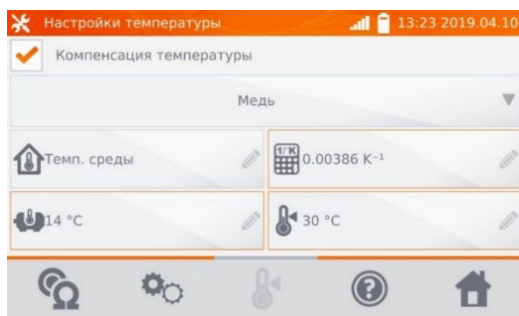 Настройки температуры 13:23 2019.04.10
Компенсация температуры
Медь
Темп. среды 1/°K 0.00386 K⁻¹
14 °C 30 °C